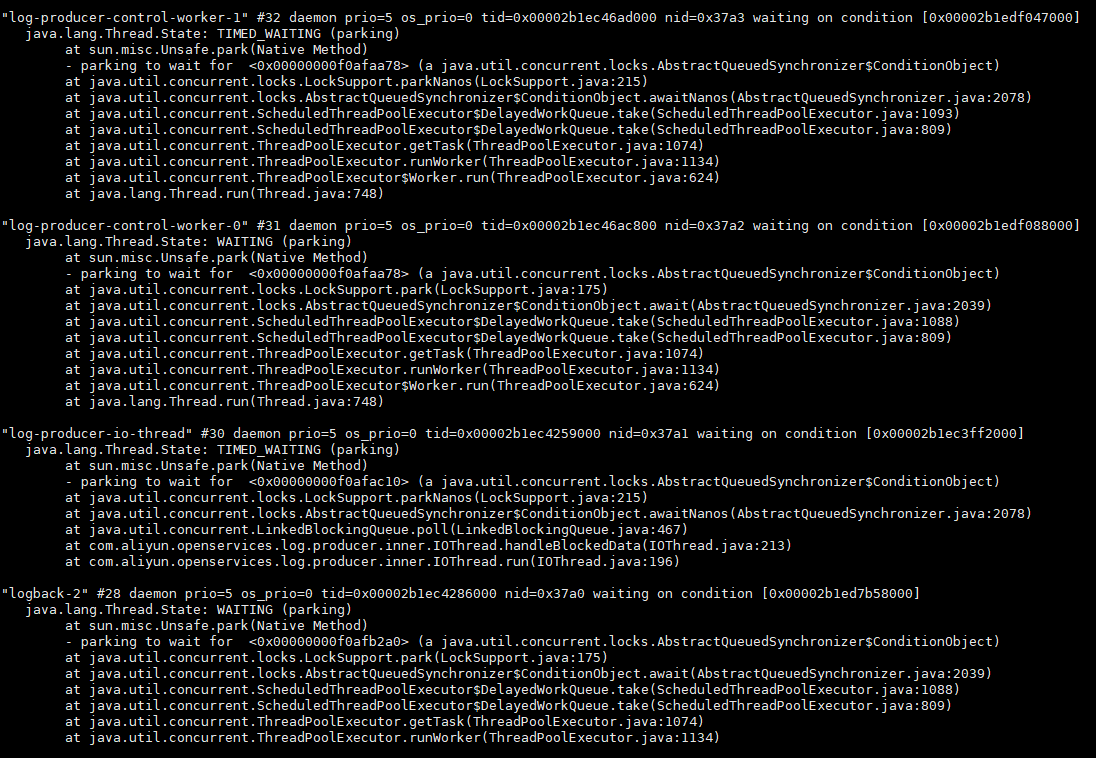 "log-producer-control-worker-1" #32 daemon prio=5 os_prio=0 tid=0x00002b1ec46ad000 nid=0x37a3 waiting on condition [0x00002b1edf047000]
java.lang.Thread.State: TIMED_WAITING (parking)
at sun.misc.Unsafe.park(Native Method)
- parking to wait for  <0x00000000f0afaa78> (a java.util.concurrent.locks.AbstractQueuedSynchronizer$ConditionObject)
at java.util.concurrent.locks.LockSupport.parkNanos(LockSupport.java:215)
at java.util.concurrent.locks.AbstractQueuedSynchronizer$ConditionObject.awaitNanos(AbstractQueuedSynchronizer.java:2078)
at java.util.concurrent.ScheduledThreadPoolExecutor$DelayedWorkQueue.take(ScheduledThreadPoolExecutor.java:1093)
at java.util.concurrent.ScheduledThreadPoolExecutor$DelayedWorkQueue.take(ScheduledThreadPoolExecutor.java:809)
at java.util.concurrent.ThreadPoolExecutor.getTask(ThreadPoolExecutor.java:1074)
at java.util.concurrent.ThreadPoolExecutor.runWorker(ThreadPoolExecutor.java:1134)
at java.util.concurrent.ThreadPoolExecutor$Worker.run(ThreadPoolExecutor.java:624)
at java.lang.Thread.run(Thread.java:748)
"log-producer-control-worker-0" #31 daemon prio=5 os_prio=0 tid=0x00002b1ec46ac800 nid=0x37a2 waiting on condition [0x00002b1edf088000]
java.lang.Thread.State: WAITING (parking)
at sun.misc.Unsafe.park(Native Method)
- parking to wait for  <0x00000000f0afaa78> (a java.util.concurrent.locks.AbstractQueuedSynchronizer$ConditionObject)
at java.util.concurrent.locks.LockSupport.park(LockSupport.java:175)
at java.util.concurrent.locks.AbstractQueuedSynchronizer$ConditionObject.await(AbstractQueuedSynchronizer.java:2039)
at java.util.concurrent.ScheduledThreadPoolExecutor$DelayedWorkQueue.take(ScheduledThreadPoolExecutor.java:1088)
at java.util.concurrent.ScheduledThreadPoolExecutor$DelayedWorkQueue.take(ScheduledThreadPoolExecutor.java:809)
at java.util.concurrent.ThreadPoolExecutor.getTask(ThreadPoolExecutor.java:1074)
at java.util.concurrent.ThreadPoolExecutor.runWorker(ThreadPoolExecutor.java:1134)
at java.util.concurrent.ThreadPoolExecutor$Worker.run(ThreadPoolExecutor.java:624)
at java.lang.Thread.run(Thread.java:748)
"log-producer-io-thread" #30 daemon prio=5 os_prio=0 tid=0x00002b1ec4259000 nid=0x37a1 waiting on condition [0x00002b1ec3ff2000]
java.lang.Thread.State: TIMED_WAITING (parking)
at sun.misc.Unsafe.park(Native Method)
- parking to wait for  <0x00000000f0afac10> (a java.util.concurrent.locks.AbstractQueuedSynchronizer$ConditionObject)
at java.util.concurrent.locks.LockSupport.parkNanos(LockSupport.java:215)
at java.util.concurrent.locks.AbstractQueuedSynchronizer$ConditionObject.awaitNanos(AbstractQueuedSynchronizer.java:2078)
at java.util.concurrent.LinkedBlockingQueue.poll(LinkedBlockingQueue.java:467)
at com.aliyun.openservices.log.producer.inner.IOThread.handleBlockedData(IOThread.java:213)
at com.aliyun.openservices.log.producer.inner.IOThread.run(IOThread.java:196)
"logback-2" #28 daemon prio=5 os_prio=0 tid=0x00002b1ec4286000 nid=0x37a0 waiting on condition [0x00002b1ed7b58000]
java.lang.Thread.State: WAITING (parking)
at sun.misc.Unsafe.park(Native Method)
- parking to wait for  <0x00000000f0afb2a0> (a java.util.concurrent.locks.AbstractQueuedSynchronizer$ConditionObject)
at java.util.concurrent.locks.LockSupport.park(LockSupport.java:175)
at java.util.concurrent.locks.AbstractQueuedSynchronizer$ConditionObject.await(AbstractQueuedSynchronizer.java:2039)
at java.util.concurrent.ScheduledThreadPoolExecutor$DelayedWorkQueue.take(ScheduledThreadPoolExecutor.java:1088)
at java.util.concurrent.ScheduledThreadPoolExecutor$DelayedWorkQueue.take(ScheduledThreadPoolExecutor.java:809)
at java.util.concurrent.ThreadPoolExecutor.getTask(ThreadPoolExecutor.java:1074)
at java.util.concurrent.ThreadPoolExecutor.runWorker(ThreadPoolExecutor.java:1134)